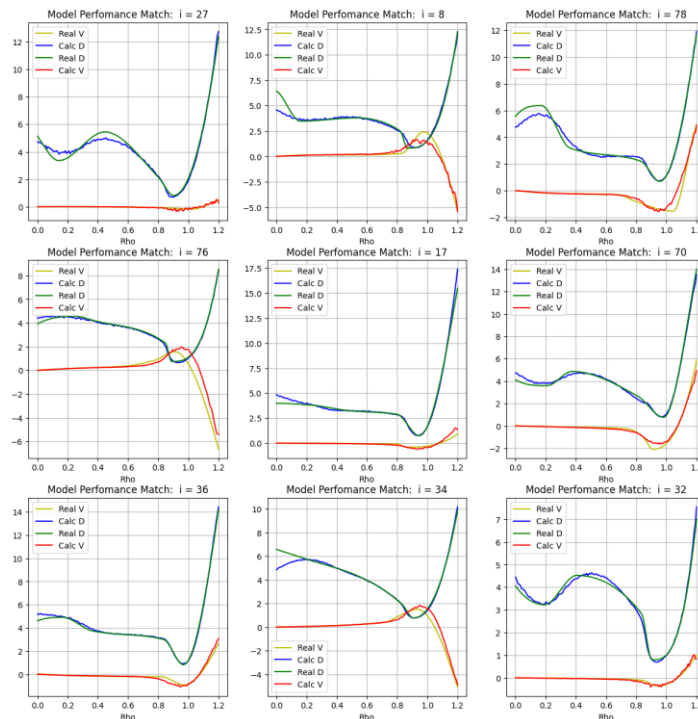 Model Perfomance Match: i = 27
12
10
8
6
4
2
0
Real V
Calc D
Real D
Calc V
0.0 0.2 0.4 0.6 0.8 1.0 1.2
Rho
Model Perfomance Match: i = 8
12.5
10.0
7.5
5.0
2.5
0.0
−2.5
−5.0
Real V
Calc D
Real D
Calc V
0.0 0.2 0.4 0.6 0.8 1.0 1.2
Rho
Model Perfomance Match: i = 78
12
10
8
6
4
2
0
−2
Real V
Calc D
Real D
Calc V
0.0 0.2 0.4 0.6 0.8 1.0 1.2
Rho
Model Perfomance Match: i = 76
8
6
4
2
0
−2
−4
−6
Real V
Calc D
Real D
Calc V
0.0 0.2 0.4 0.6 0.8 1.0 1.2
Rho
Model Perfomance Match: i = 17
17.5
15.0
12.5
10.0
7.5
5.0
2.5
0.0
Real V
Calc D
Real D
Calc V
0.0 0.2 0.4 0.6 0.8 1.0 1.2
Rho
Model Perfomance Match: i = 70
14
12
10
8
6
4
2
0
−2
Real V
Calc D
Real D
Calc V
0.0 0.2 0.4 0.6 0.8 1.0 1.2
Rho
Model Perfomance Match: i = 36
14
12
10
8
6
4
2
0
−2
Real V
Calc D
Real D
Calc V
0.0 0.2 0.4 0.6 0.8 1.0 1.2
Rho
Model Perfomance Match: i = 34
10
8
6
4
2
0
−2
−4
Real V
Calc D
Real D
Calc V
0.0 0.2 0.4 0.6 0.8 1.0 1.2
Rho
Model Perfomance Match: i = 32
7
6
5
4
3
2
1
0
Real V
Calc D
Real D
Calc V
0.0 0.2 0.4 0.6 0.8 1.0 1.2
Rho